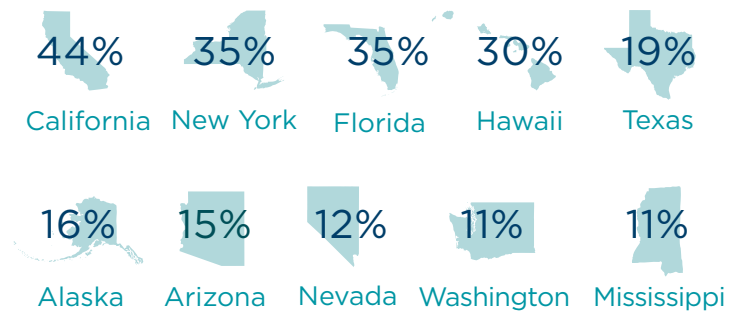 44% 35% 35% 30% 19%
California New York Florida Hawaii Texas
16% 15% 12% 11% 11%
Alaska Arizona Nevada Washington Mississippi